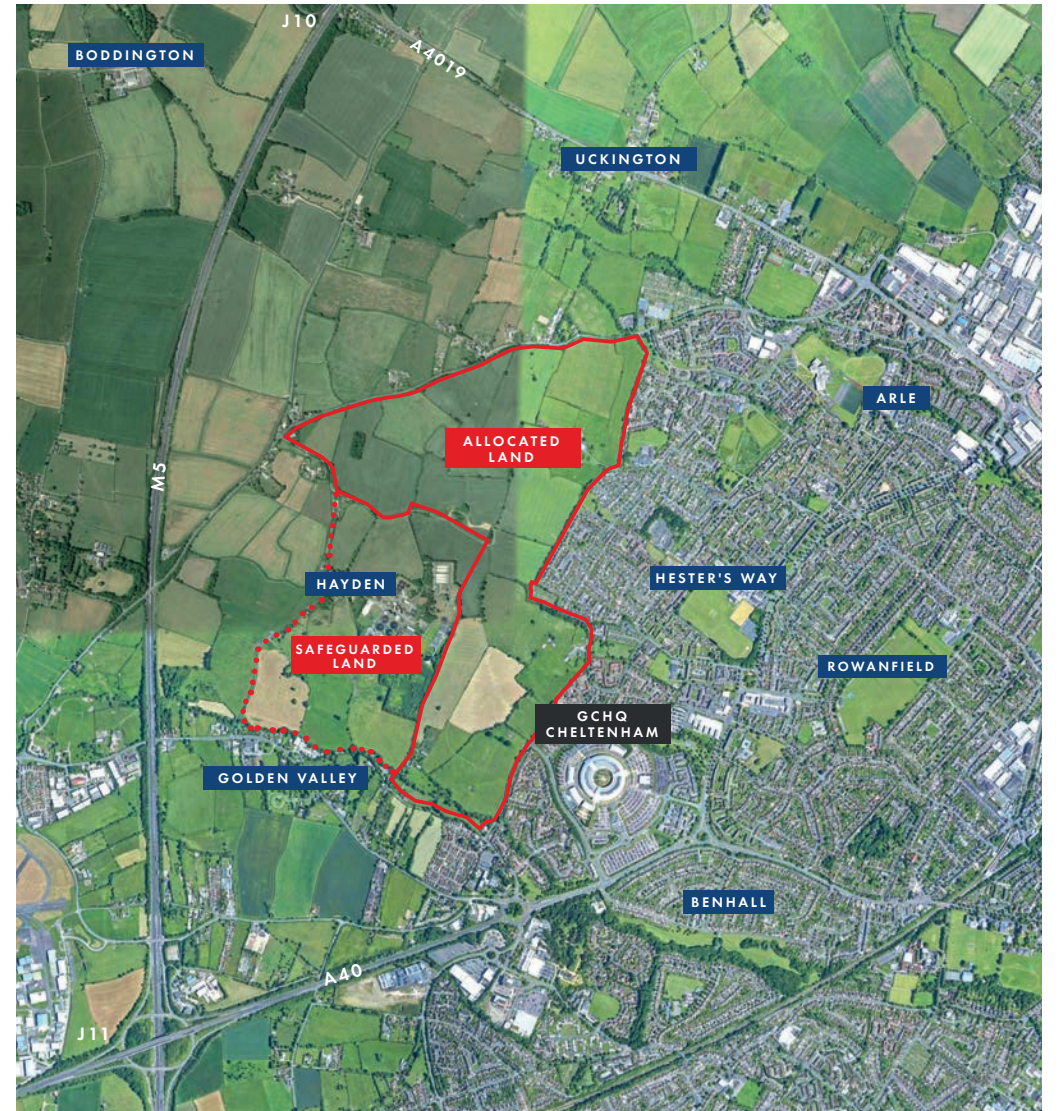 J10
A4019
BODDINGTON
UCKINGTON
ARLE
ALLOCATED
LAND
M5
HESTER'S WAY
HAYDEN
SAFEGUARDED
LAND
ROWANFIELD
GCHQ
CHELTENHAM
GOLDEN VALLEY
BENHALL
A40
J11